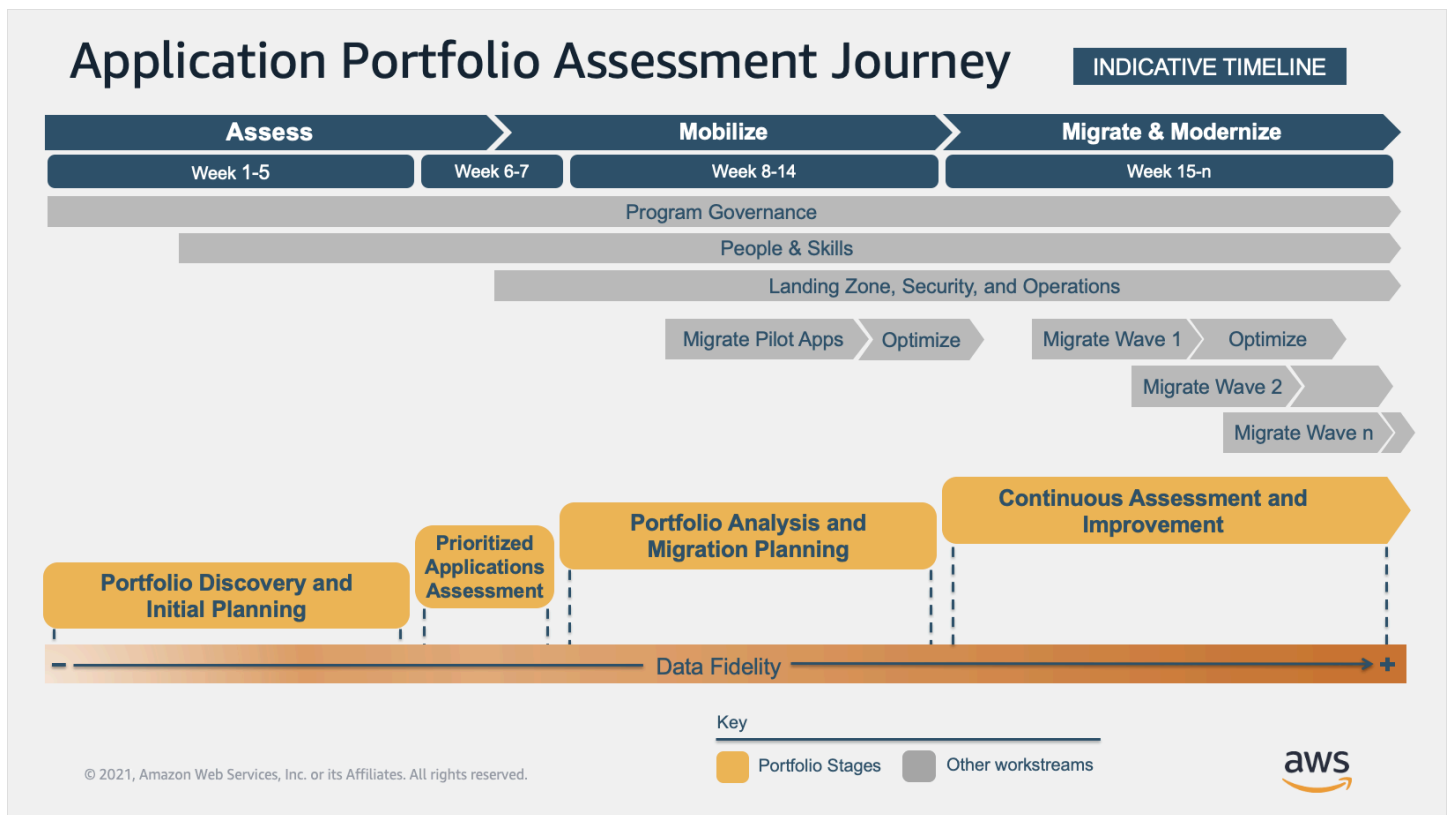 Application Portfolio Assessment Journey
INDICATIVE TIMELINE
Assess
Mobilize
Migrate & Modernize
Week 1-5
Week 6-7
Week 8-14
Week 15-n
Program Governance
People & Skills
Landing Zone, Security, and Operations
Migrate Pilot Apps
Optimize
Migrate Wave 1
Optimize
Migrate Wave 2
Migrate Wave n
Continuous Assessment and
Improvement
Portfolio Analysis and
Migration Planning
Prioritized
Applications
Assessment
Portfolio Discovery and
Initial Planning
- Data Fidelity +
Key
Portfolio Stages
Other workstreams
© 2021, Amazon Web Services, Inc. or its Affiliates. All rights reserved.
aws